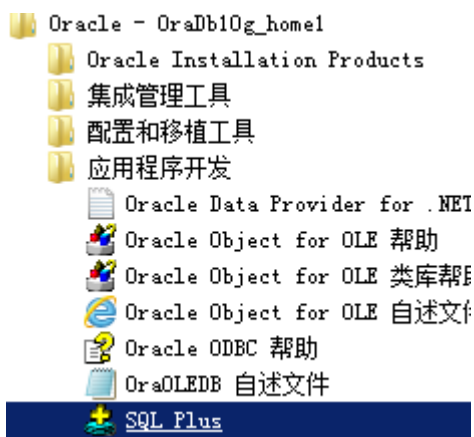 Oracle - OraDb10g_home1
Oracle Installation Products
集成管理工具
配置和移植工具
应用程序开发
Oracle Data Provider for .NET
Oracle Object for OLE 帮助
Oracle Object for OLE 类库帮助
Oracle Object for OLE 自述文件
Oracle ODBC 帮助
OraOLEDB 自述文件
SQL Plus